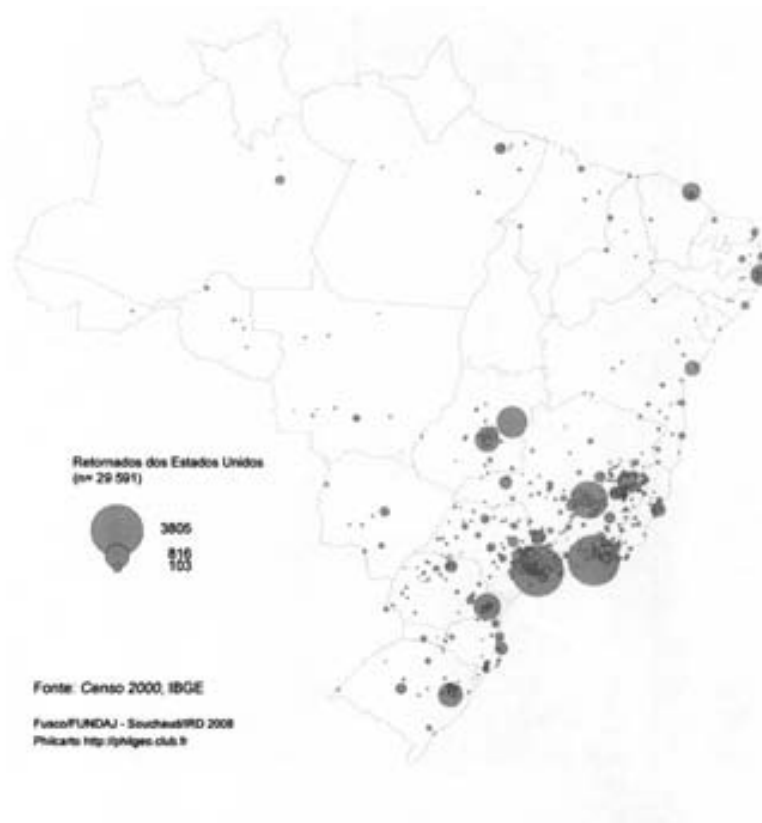 Retornados dos Estados Unidos
(n= 29 591)
3805
816
103
Fonte: Censo 2000, IBGE
Fusco/FUNDAJ - Souchaud/IRD 2008
Philcarto http://philgeo.club.fr